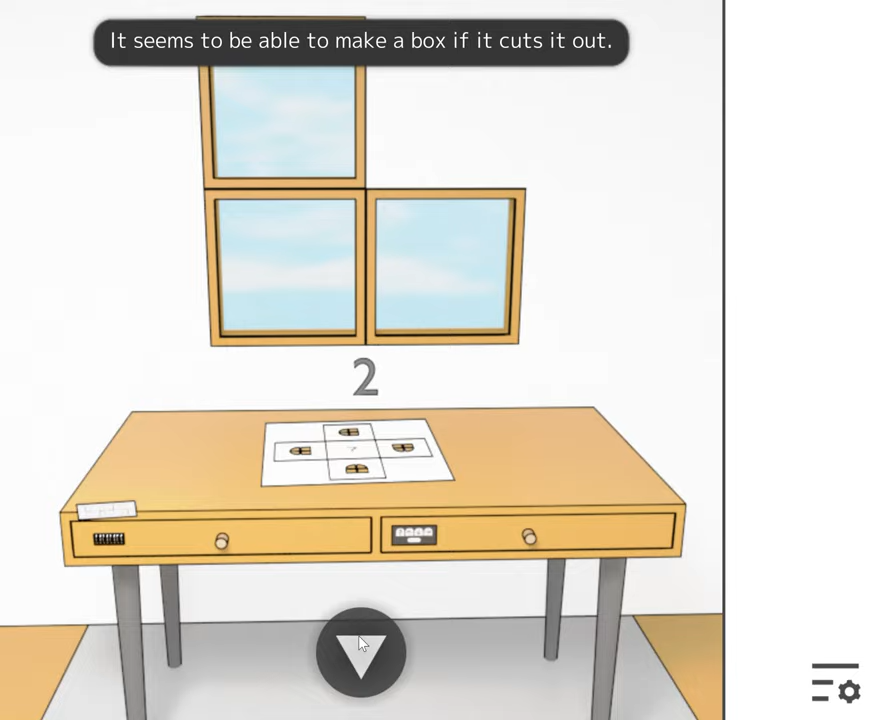 It seems to be able to make a box if it cuts it out.
2